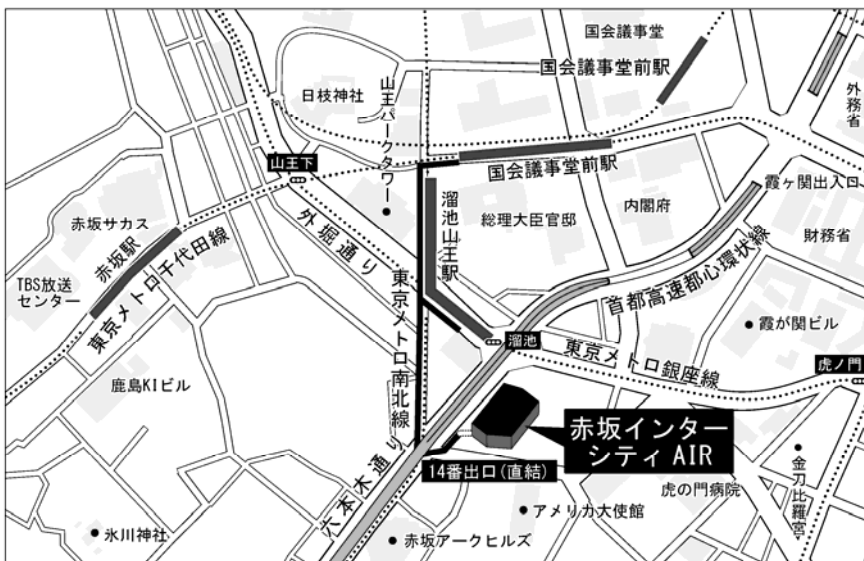 国会議事堂
国会議事堂前駅
外務省
日枝神社
山王パークタワー
山王下
国会議事堂前駅
霞ヶ関出入口
赤坂サカス
赤坂駅
外堀通り
溜池山王駅
総理大臣官邸
内閣府
財務省
TBS放送
センター
東京メトロ千代田線
東京メトロ南北線
首都高速都心環状線
霞が関ビル
溜池
東京メトロ銀座線
虎ノ門
鹿島KIビル
赤坂インター
シティ AIR
六本木通り
14番出口(直結)
虎の門病院
金刀比羅宮
アメリカ大使館
氷川神社
赤坂アークヒルズ